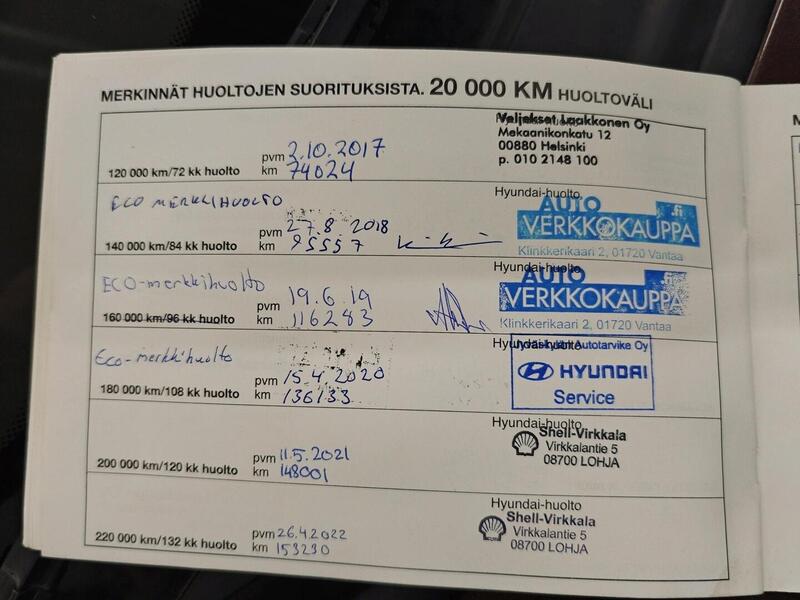 MERKINNÄT HUOLTOJEN SUORITUKSISTA. 20 000 KM HUOLTOVÄLI
120 000 km/72 kk huolto
pvm 2.10.2017
km 74024
Veljekset Laakkonen Oy
Mekaanikonkatu 12
00880 Helsinki
p. 010 2148 100
ECO MERKKIHUOLTO
140 000 km/84 kk huolto
pvm 27.8.2018
km 95557
Hyundai-huolto
AUTO
VERKKOKAUPPA.fi
Klinkkerikaari 2, 01720 Vantaa
ECO-merkkihuolto
160 000 km/96 kk huolto
pvm 19.6.19
km 116283
Hyundai-huolto
AUTO
VERKKOKAUPPA.fi
Klinkkerikaari 2, 01720 Vantaa
Eco-merkkihuolto
180 000 km/108 kk huolto
pvm 15.4.2020
km 136133
Hyundai-huolto
Autotarvike Oy
HYUNDAI
Service
200 000 km/120 kk huolto
pvm 11.5.2021
km 148001
Hyundai-huolto
Shell-Virkkala
Virkkalantie 5
08700 LOHJA
220 000 km/132 kk huolto
pvm 26.4.2022
km 153230
Hyundai-huolto
Shell-Virkkala
Virkkalantie 5
08700 LOHJA